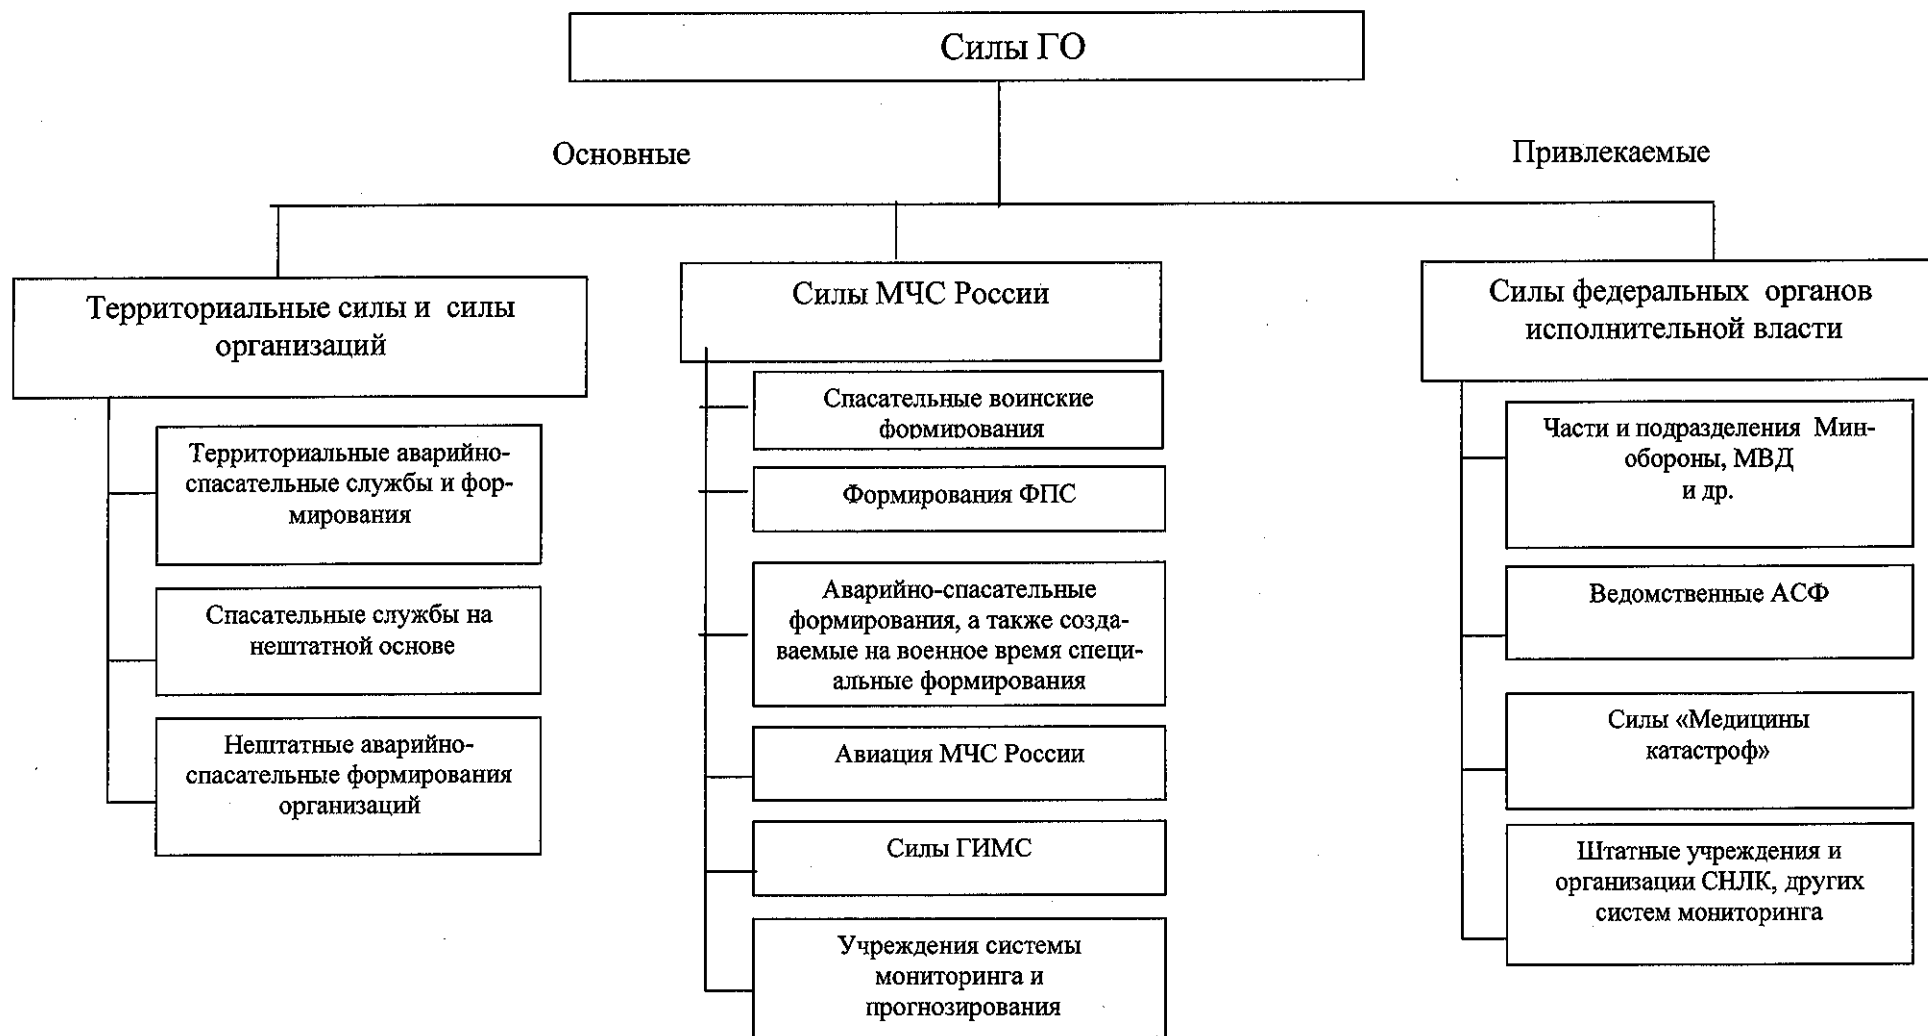 Силы ГО
Основные
Привлекаемые
Территориальные силы и силы
организаций
Территориальные аварийно-
спасательные службы и фор-
мирования
Спасательные службы на
нештатной основе
Нештатные аварийно-
спасательные формирования
организаций
Силы МЧС России
Спасательные воинские
формирования
Формирования ФПС
Аварийно-спасательные
формирования, а также созда-
ваемые на военное время специ-
альные формирования
Авиация МЧС России
Силы ГИМС
Учреждения системы
мониторинга и
прогнозирования
Силы федеральных органов
исполнительной власти
Части и подразделения Мин-
обороны, МВД
и др.
Ведомственные АСФ
Силы «Медицины
катастроф»
Штатные учреждения и
организации СНЛК, других
систем мониторинга